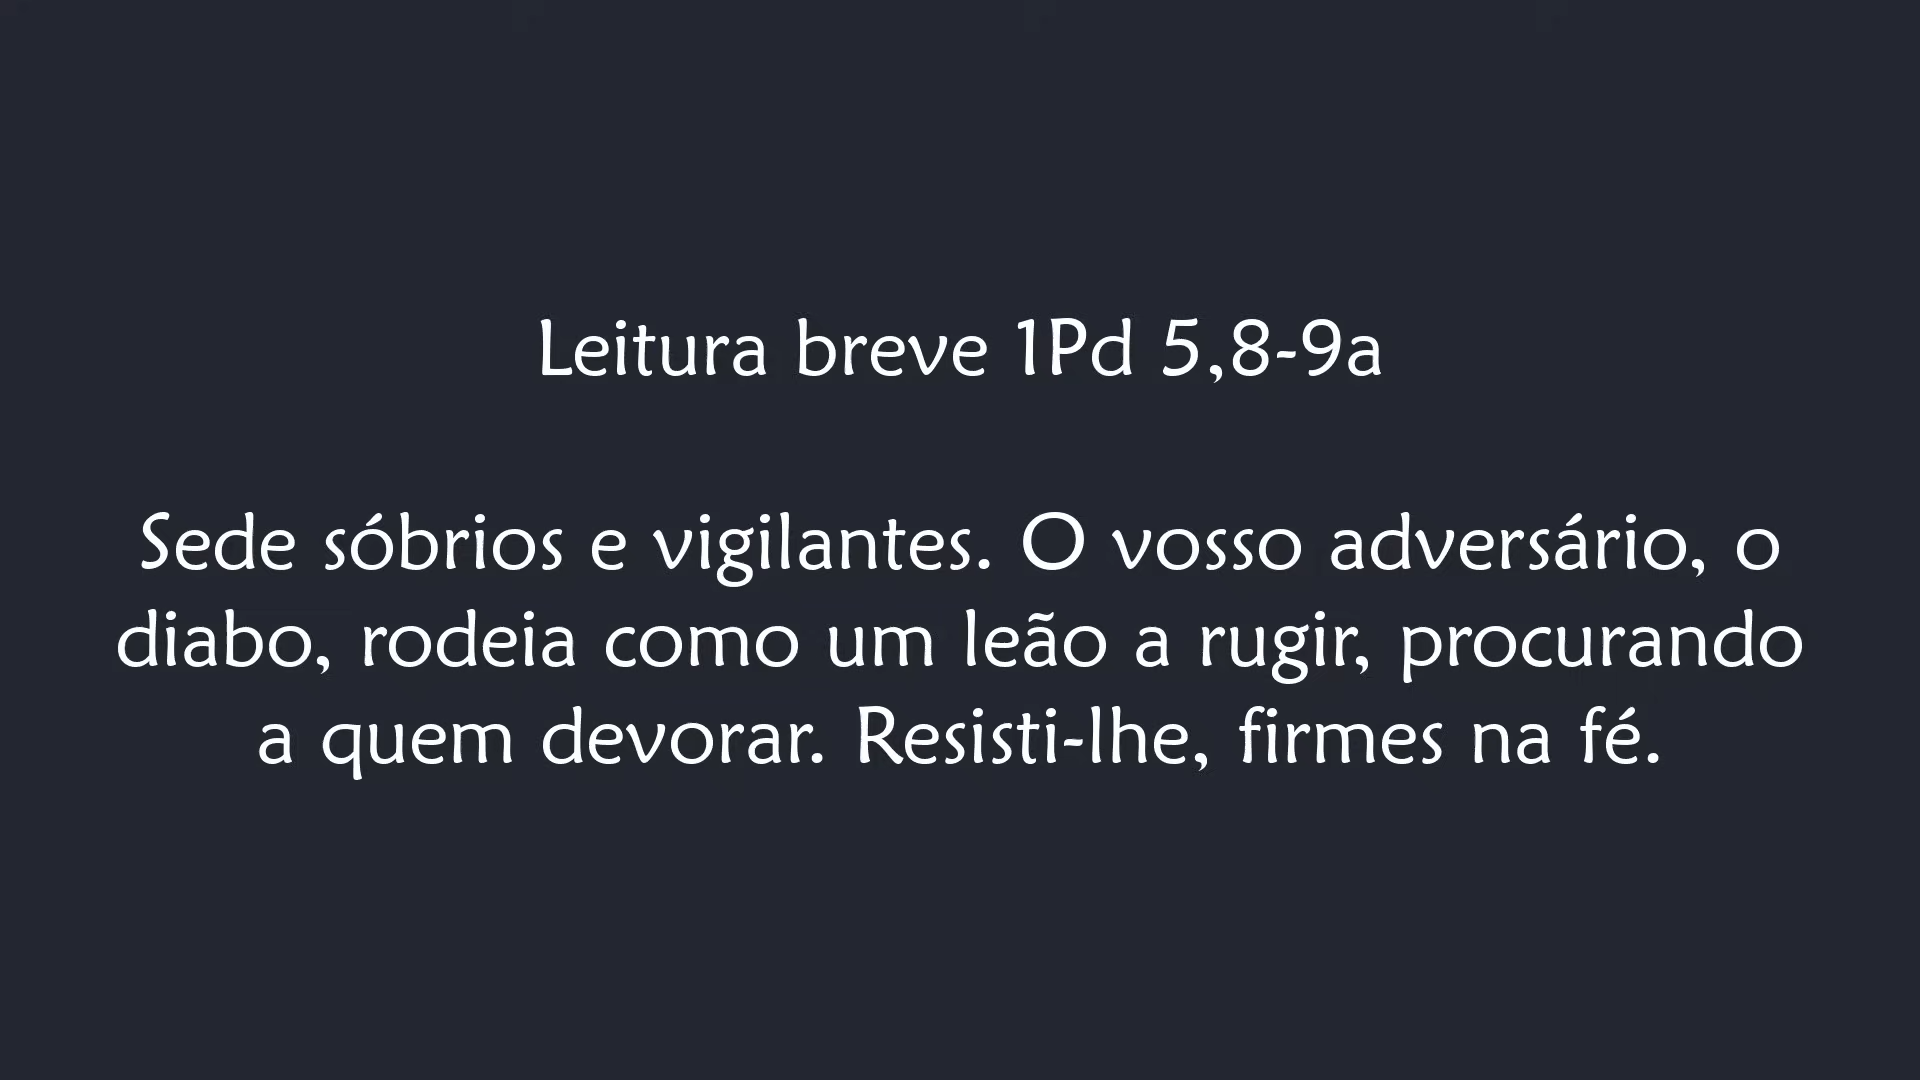 Leitura breve 1Pd 5,8-9a
Sede sóbrios e vigilantes. O vosso adversário, o
diabo, rodeia como um leão a rugir, procurando
a quem devorar. Resisti-lhe, firmes na fé.